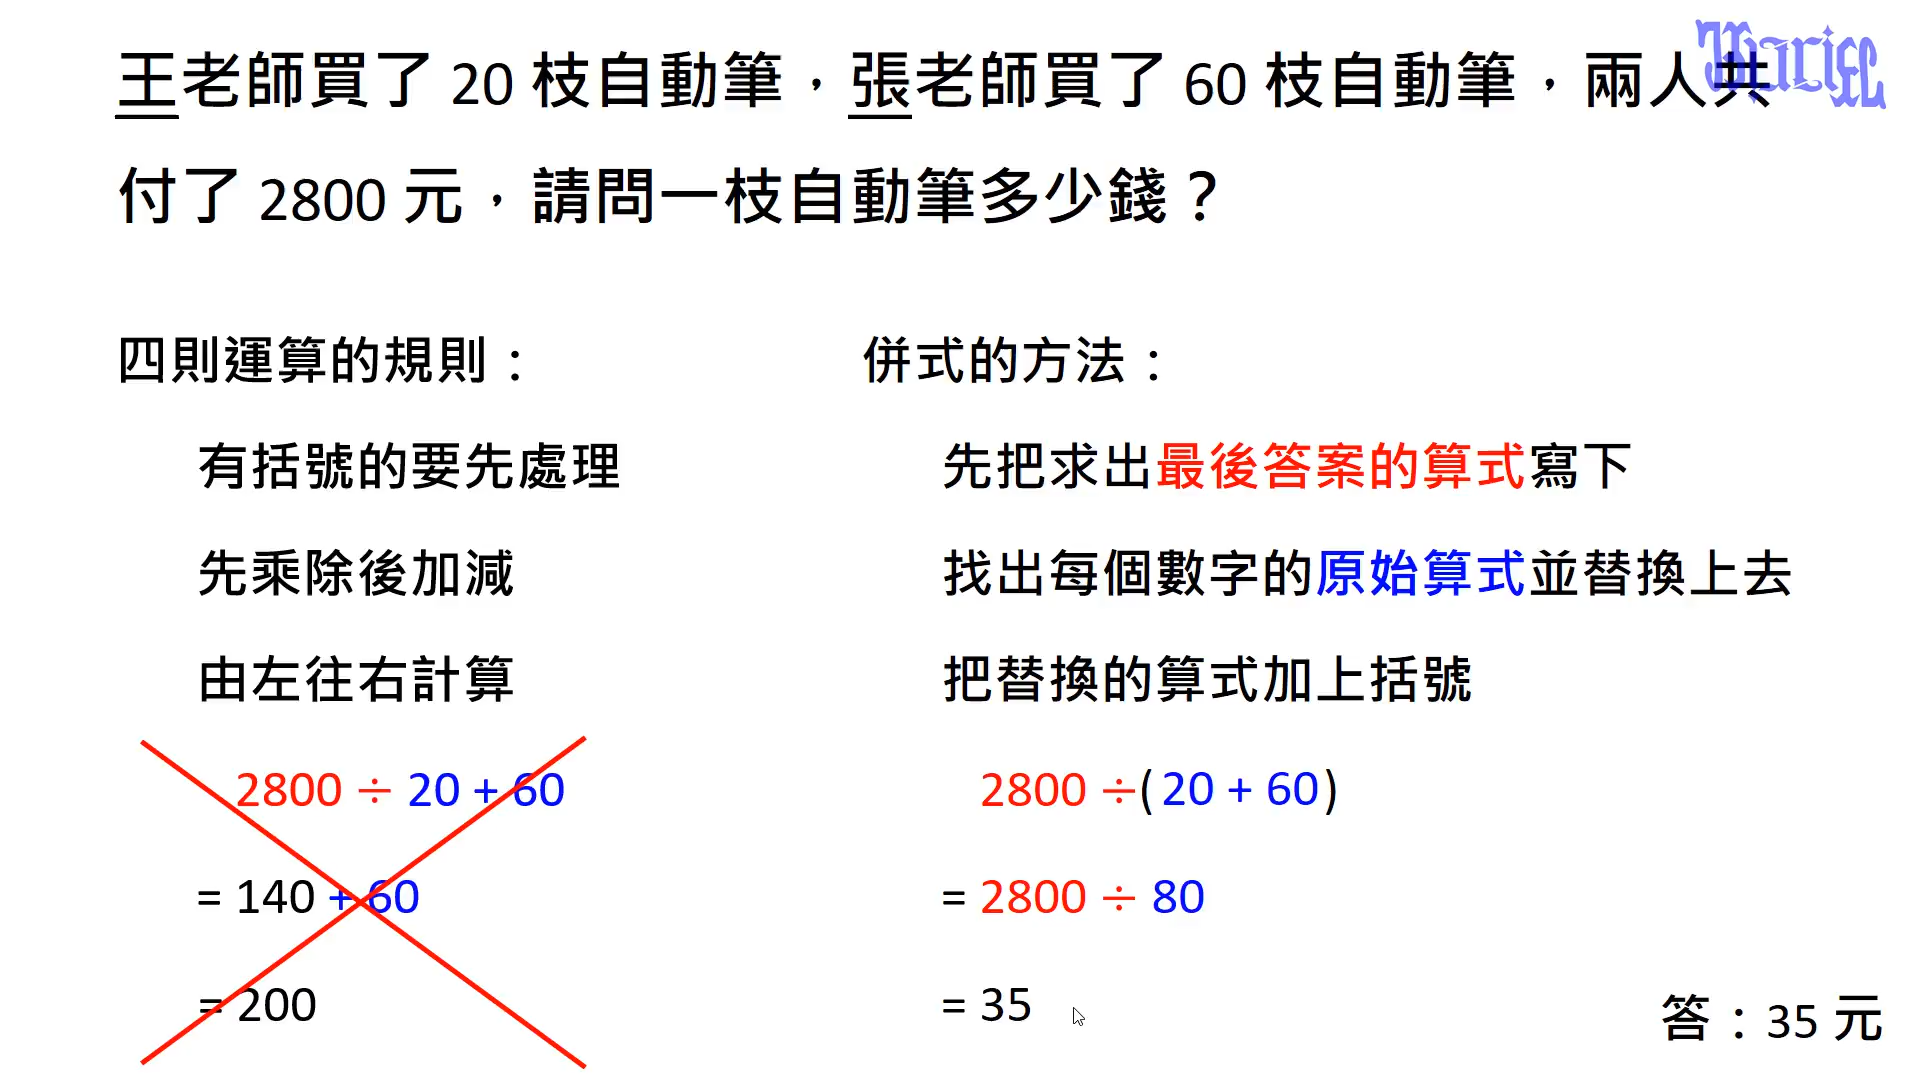 王老師買了 20 枝自動筆，張老師買了 60 枝自動筆，兩人共
付了 2800 元，請問一枝自動筆多少錢？
四則運算的規則：
有括號的要先處理
先乘除後加減
由左往右計算
2800 ÷ 20 + 60
= 140 + 60
= 200
併式的方法：
先把求出最後答案的算式寫下
找出每個數字的原始算式並替換上去
把替換的算式加上括號
2800 ÷ ( 20 + 60 )
= 2800 ÷ 80
= 35
答：35 元